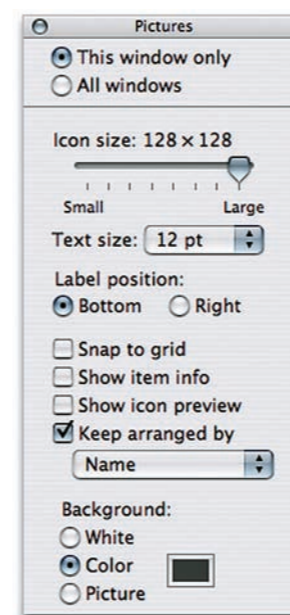 Pictures
This window only
All windows
Icon size: 128 × 128
Small Large
Text size: 12 pt
Label position:
Bottom Right
Snap to grid
Show item info
Show icon preview
Keep arranged by
Name
Background:
White
Color
Picture